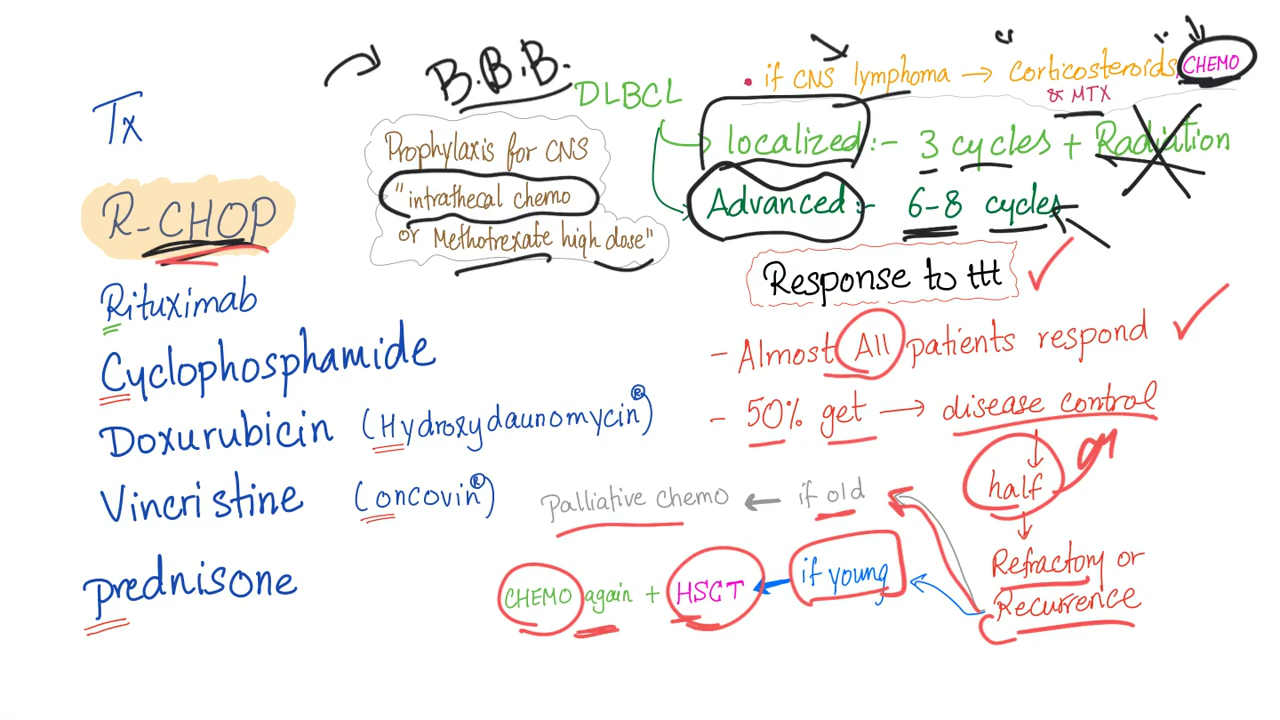 Tx
R-CHOP
Rituximab
Cyclophosphamide
Doxurubicin (Hydroxydaunomycin®)
Vincristine (oncovin®)
prednisone
B.B.B.
Prophylaxis for CNS
"intrathecal chemo
or Methotrexate high dose"
DLBCL
• if CNS lymphoma → Corticosteroids, CHEMO
& MTX
localized:- 3 cycles + Radiation
Advanced:- 6-8 cycles
Response to ttt
- Almost All patients respond
- 50% get → disease control
half
Refractory or
Recurrence
if old
palliative chemo
if young
CHEMO again + HSCT